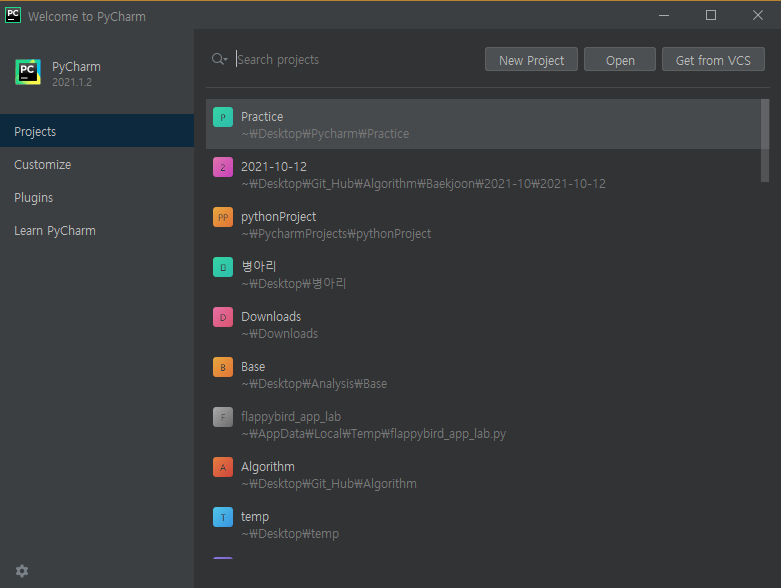 PC Welcome to PyCharm
PC PyCharm
2021.1.2
Projects
Customize
Plugins
Learn PyCharm
Search projects
New Project
Open
Get from VCS
P Practice
~₩Desktop₩Pycharm₩Practice
2 2021-10-12
~₩Desktop₩Git_Hub₩Algorithm₩Baekjoon₩2021-10₩2021-10-12
PP pythonProject
~₩PycharmProjects₩pythonProject
병아리
~₩Desktop₩병아리
D Downloads
~₩Downloads
B Base
~₩Desktop₩Analysis₩Base
F flappybird_app_lab
~₩AppData₩Local₩Temp₩flappybird_app_lab.py
A Algorithm
~₩Desktop₩Git_Hub₩Algorithm
T temp
~₩Desktop₩temp